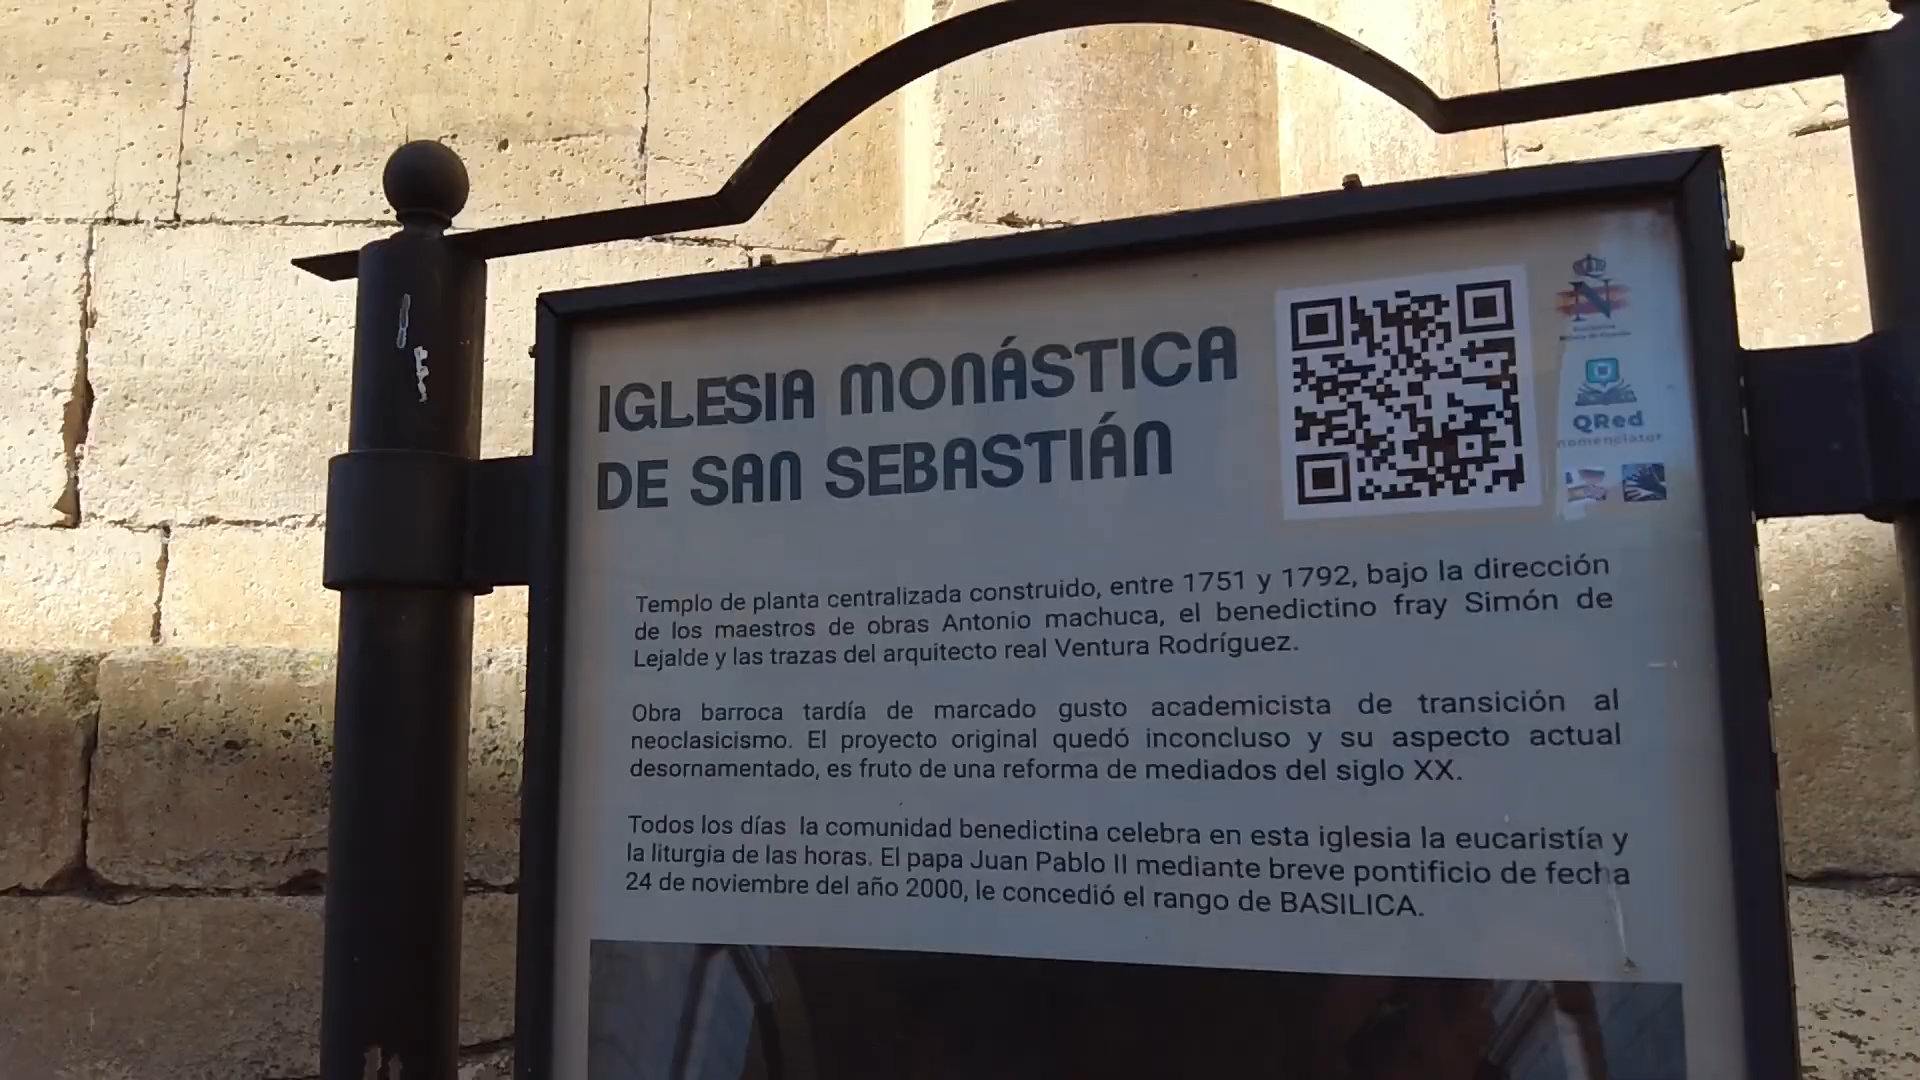 IGLESIA MONÁSTICA
DE SAN SEBASTIÁN
N
QRed
nomenclator
Templo de planta centralizada construido, entre 1751 y 1792, bajo la dirección
de los maestros de obras Antonio machuca, el benedictino fray Simón de
Lejalde y las trazas del arquitecto real Ventura Rodríguez.
Obra barroca tardía de marcado gusto academicista de transición al
neoclasicismo. El proyecto original quedó inconcluso y su aspecto actual
desornamentado, es fruto de una reforma de mediados del siglo XX.
Todos los días la comunidad benedictina celebra en esta iglesia la eucaristía y
la liturgia de las horas. El papa Juan Pablo II mediante breve pontificio de fecha
24 de noviembre del año 2000, le concedió el rango de BASILICA.